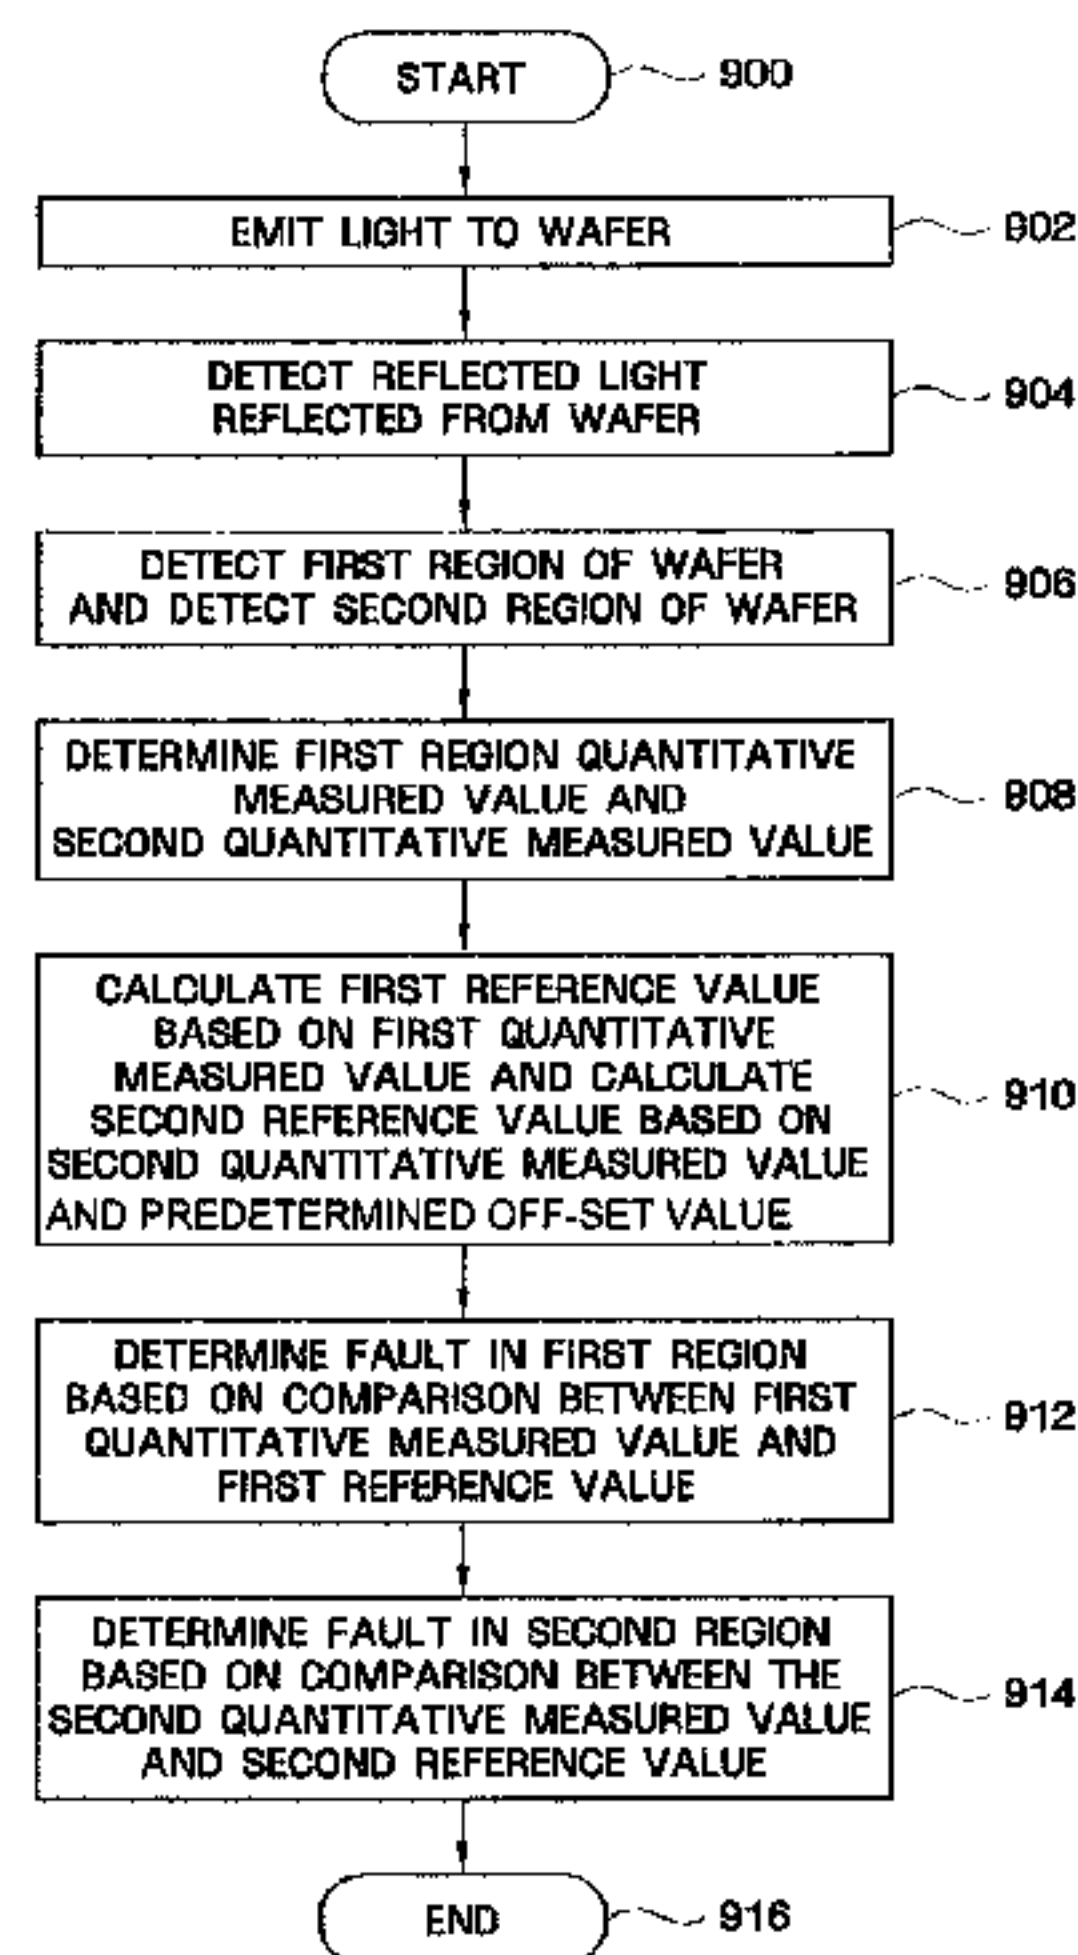 START 900
EMIT LIGHT TO WAFER 902
DETECT REFLECTED LIGHT
REFLECTED FROM WAFER 904
DETECT FIRST REGION OF WAFER
AND DETECT SECOND REGION OF WAFER 906
DETERMINE FIRST REGION QUANTITATIVE
MEASURED VALUE AND 908
SECOND QUANTITATIVE MEASURED VALUE
CALCULATE FIRST REFERENCE VALUE
BASED ON FIRST QUANTITATIVE
MEASURED VALUE AND CALCULATE 910
SECOND REFERENCE VALUE BASED ON
SECOND QUANTITATIVE MEASURED VALUE
AND PREDETERMINED OFF-SET VALUE
DETERMINE FAULT IN FIRST REGION
BASED ON COMPARISON BETWEEN FIRST 912
QUANTITATIVE MEASURED VALUE AND
FIRST REFERENCE VALUE
DETERMINE FAULT IN SECOND REGION
BASED ON COMPARISON BETWEEN THE 914
SECOND QUANTITATIVE MEASURED VALUE
AND SECOND REFERENCE VALUE
END 916